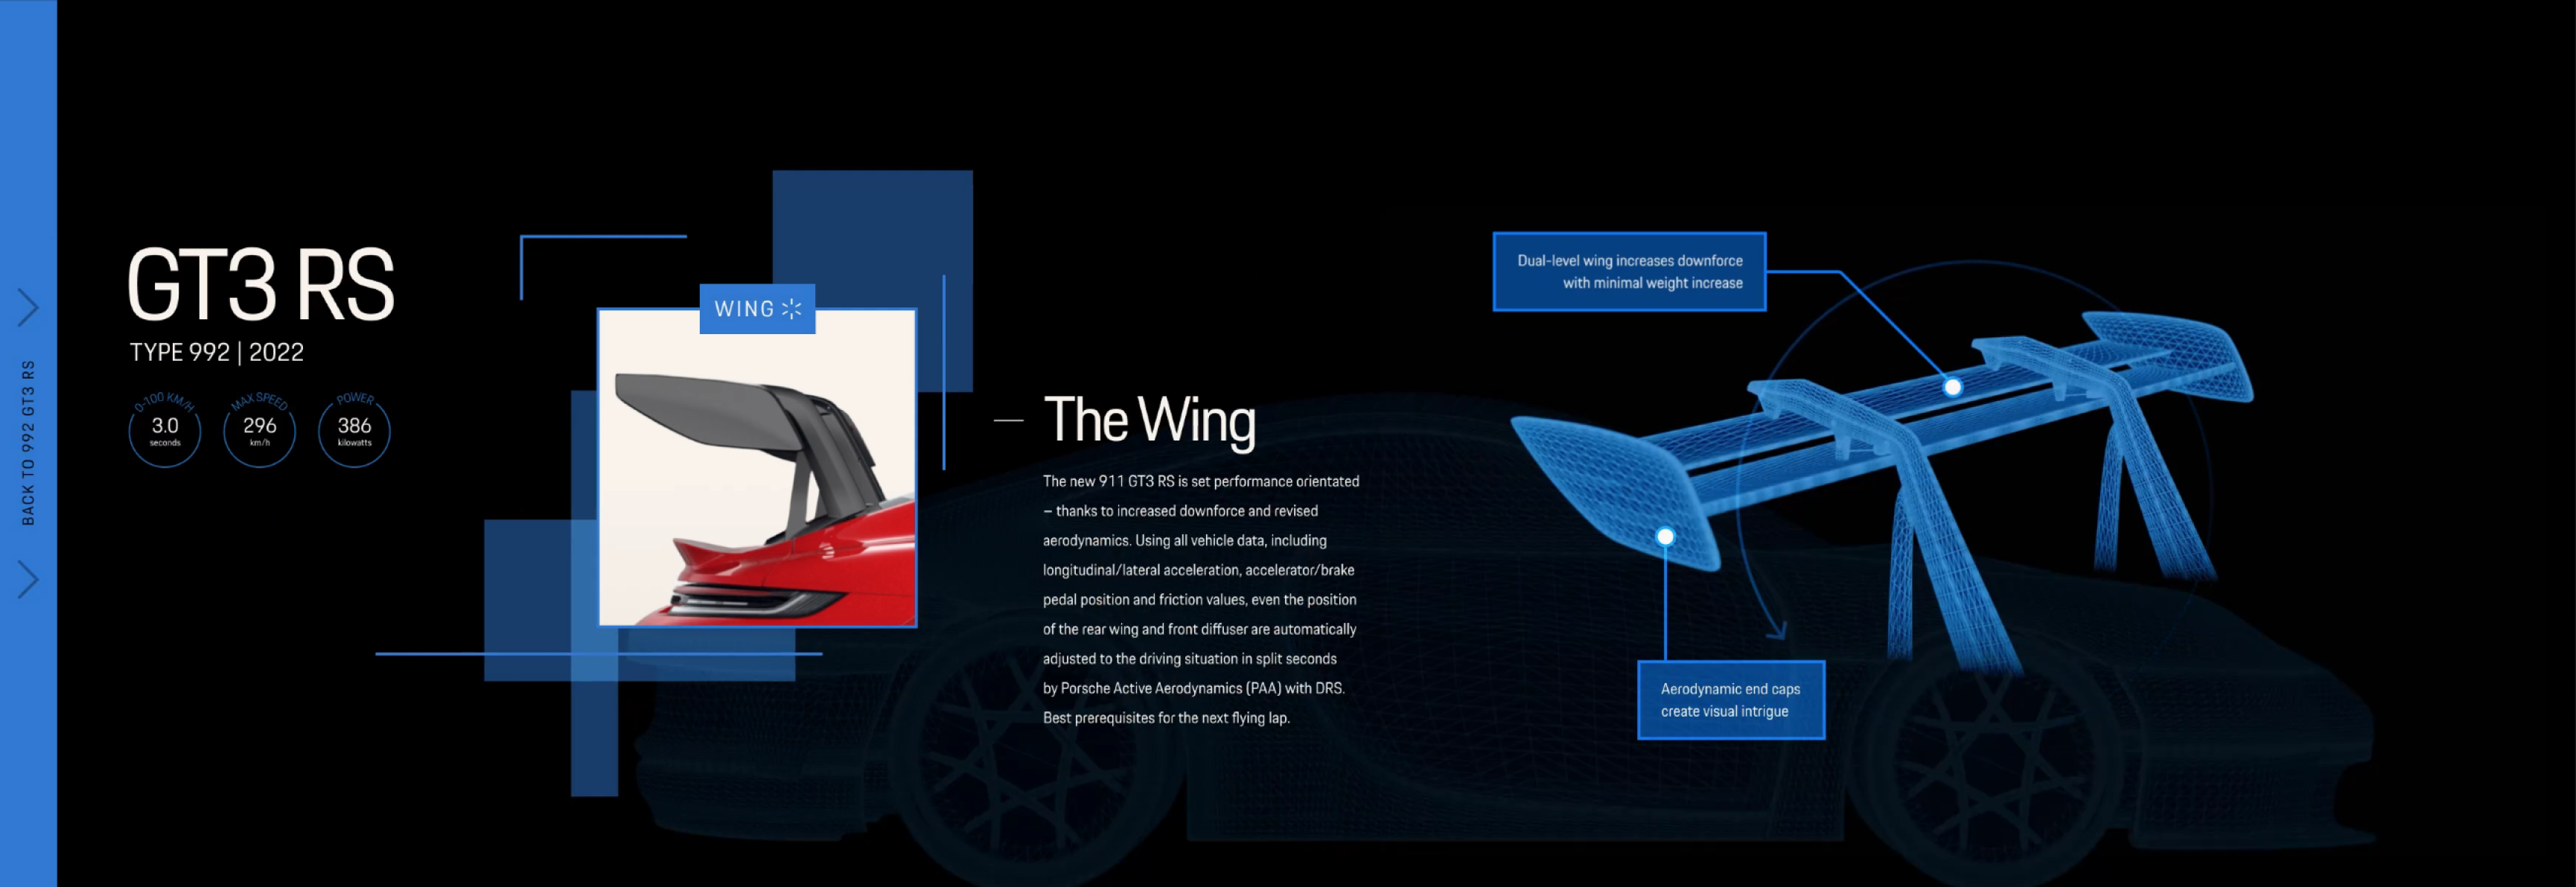 BACK TO 992 GT3 RS
GT3 RS
TYPE 992 | 2022
0-100 KM/H
3.0
seconds
MAX SPEED
296
km/h
POWER
386
kilowatts
WING
The Wing
The new 911 GT3 RS is set performance orientated
– thanks to increased downforce and revised
aerodynamics. Using all vehicle data, including
longitudinal/lateral acceleration, accelerator/brake
pedal position and friction values, even the position
of the rear wing and front diffuser are automatically
adjusted to the driving situation in split seconds
by Porsche Active Aerodynamics (PAA) with DRS.
Best prerequisites for the next flying lap.
Dual-level wing increases downforce
with minimal weight increase
Aerodynamic end caps
create visual intrigue